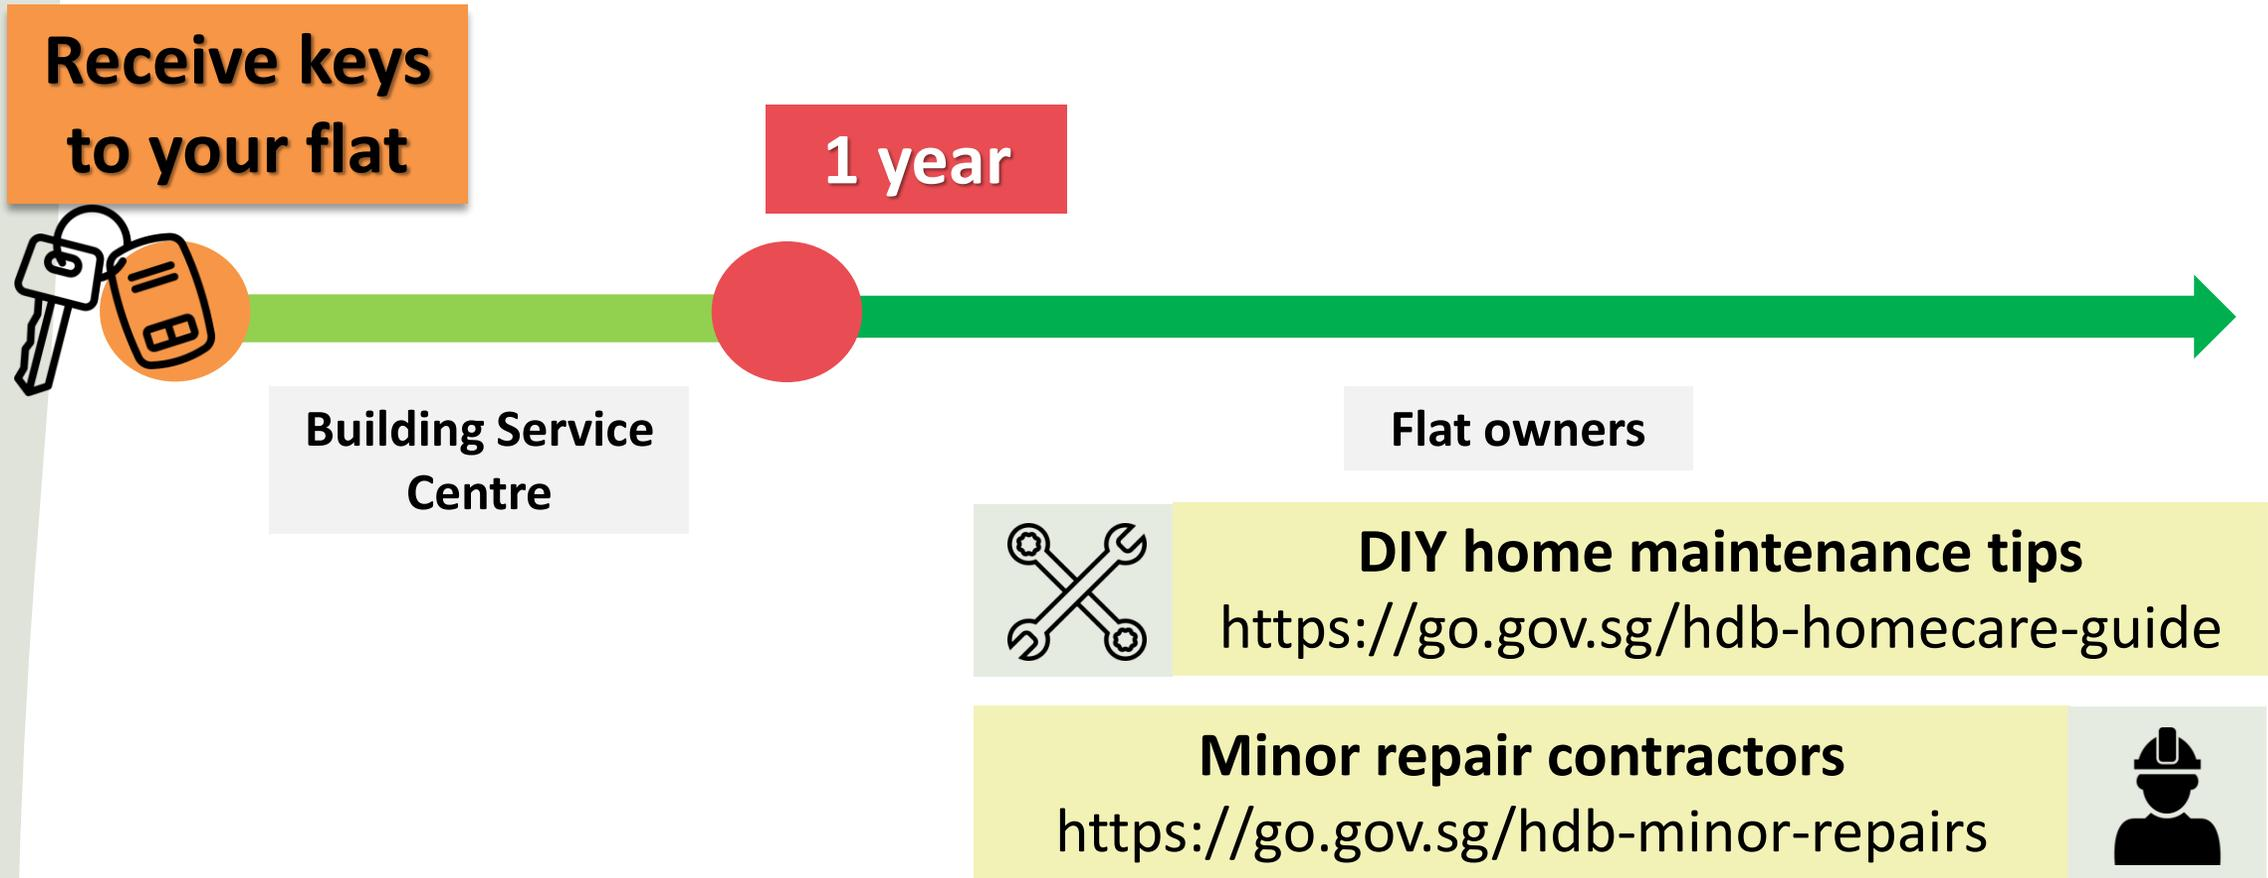 Receive keys
to your flat
1 year
Building Service
Centre
Flat owners
DIY home maintenance tips
https://go.gov.sg/hdb-homecare-guide
Minor repair contractors
https://go.gov.sg/hdb-minor-repairs